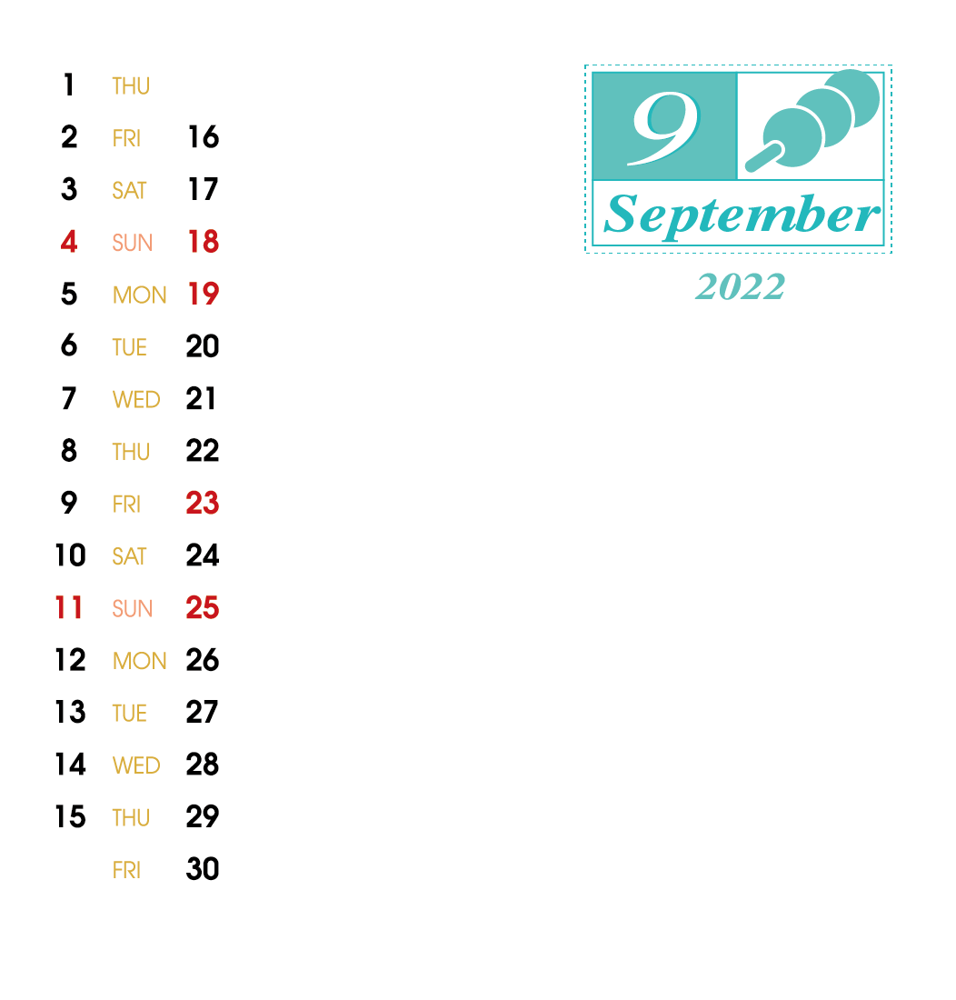 1 THU
2 FRI 16
3 SAT 17
4 SUN 18
5 MON 19
6 TUE 20
7 WED 21
8 THU 22
9 FRI 23
10 SAT 24
11 SUN 25
12 MON 26
13 TUE 27
14 WED 28
15 THU 29
FRI 30
9
September
2022